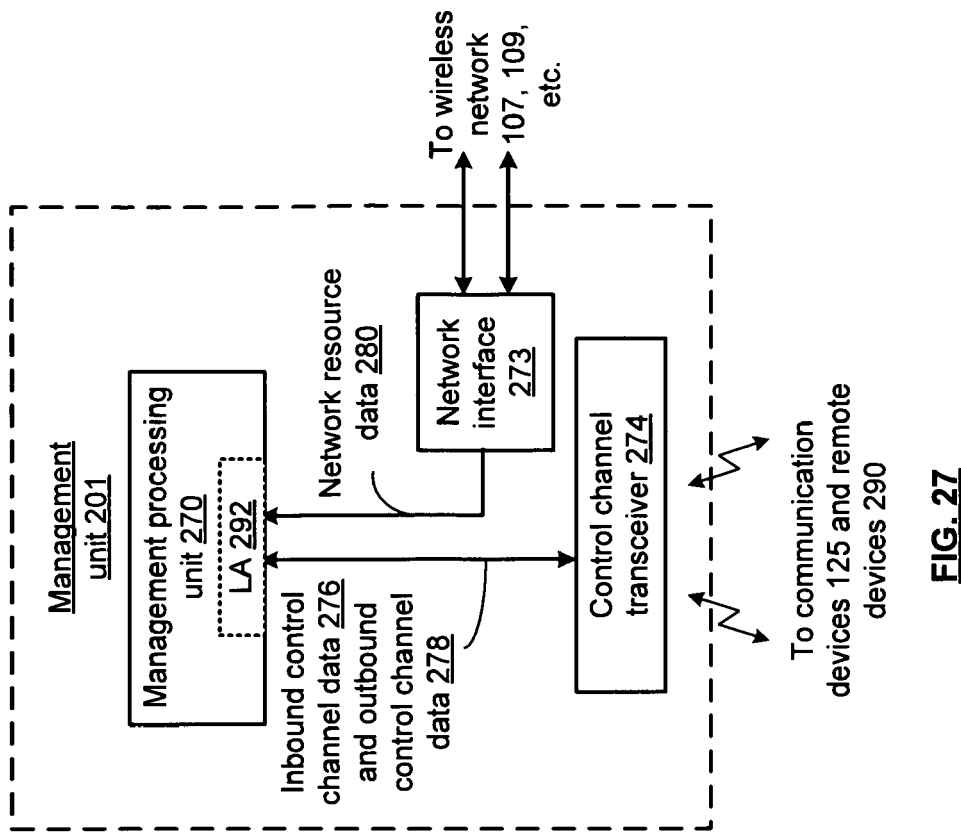 Management
unit 201
Management processing
unit 270
LA 292
Inbound control
channel data 276
and outbound
control channel
data 278
Network resource
data 280
Network
interface
273
To wireless
network
107, 109,
etc.
Control channel
transceiver 274
To communication
devices 125 and remote
devices 290
FIG. 27